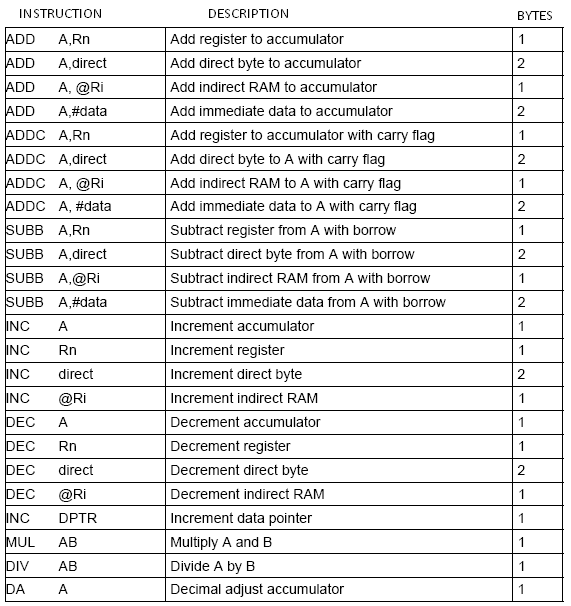 INSTRUCTION DESCRIPTION BYTES
ADD A,Rn Add register to accumulator 1
ADD A,direct Add direct byte to accumulator 2
ADD A, @Ri Add indirect RAM to accumulator 1
ADD A,#data Add immediate data to accumulator 2
ADDC A,Rn Add register to accumulator with carry flag 1
ADDC A,direct Add direct byte to A with carry flag 2
ADDC A, @Ri Add indirect RAM to A with carry flag 1
ADDC A, #data Add immediate data to A with carry flag 2
SUBB A,Rn Subtract register from A with borrow 1
SUBB A,direct Subtract direct byte from A with borrow 2
SUBB A,@Ri Subtract indirect RAM from A with borrow 1
SUBB A,#data Subtract immediate data from A with borrow 2
INC A Increment accumulator 1
INC Rn Increment register 1
INC direct Increment direct byte 2
INC @Ri Increment indirect RAM 1
DEC A Decrement accumulator 1
DEC Rn Decrement register 1
DEC direct Decrement direct byte 2
DEC @Ri Decrement indirect RAM 1
INC DPTR Increment data pointer 1
MUL AB Multiply A and B 1
DIV AB Divide A by B 1
DA A Decimal adjust accumulator 1